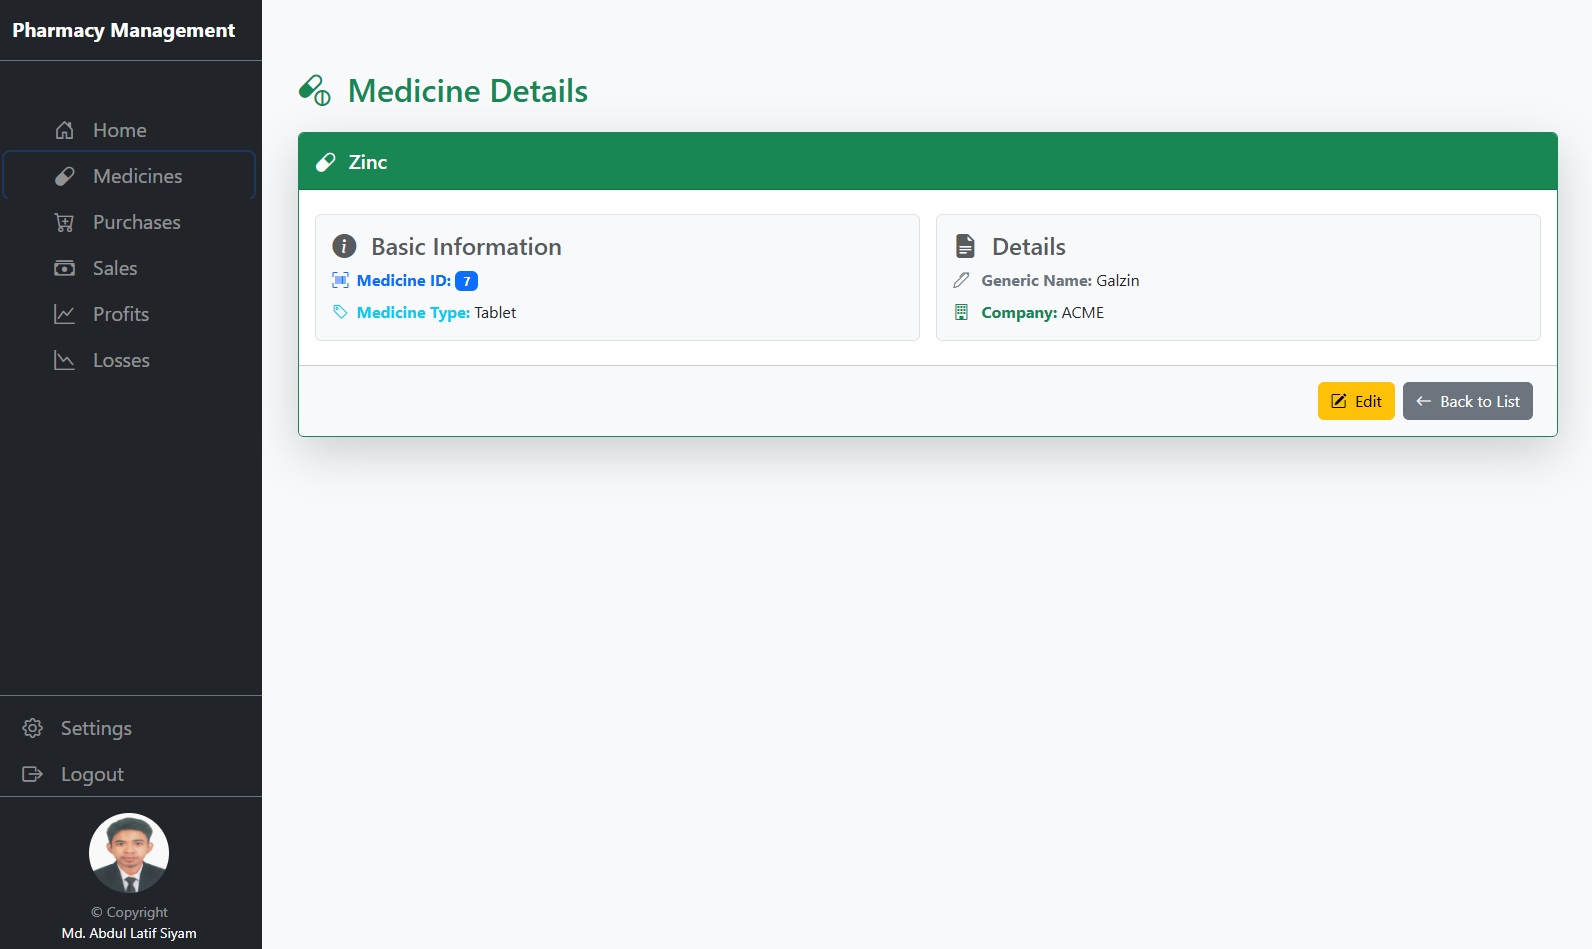 Pharmacy Management
Home
Medicines
Purchases
Sales
Profits
Losses
Settings
Logout
© Copyright
Md. Abdul Latif Siyam
Medicine Details
Zinc
Basic Information
Medicine ID: 7
Medicine Type: Tablet
Details
Generic Name: Galzin
Company: ACME
Edit
Back to List